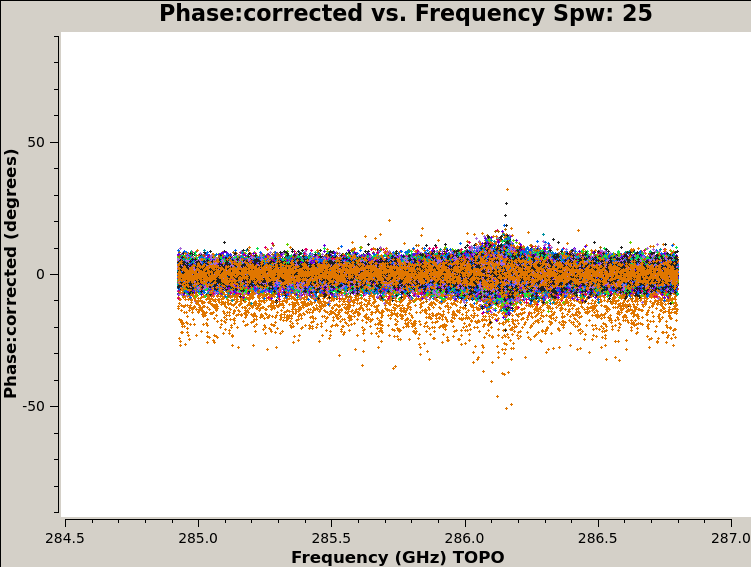 Phase:corrected vs. Frequency Spw: 25
Phase:corrected (degrees)
50
0
-50
284.5 285.0 285.5 286.0 286.5 287.0
Frequency (GHz) TOPO